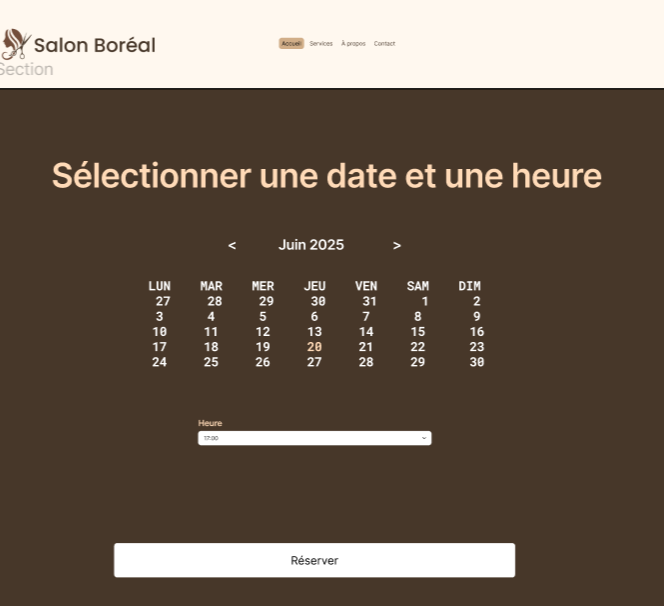 Salon Boréal
Accueil Services À propos Contact
Section
Sélectionner une date et une heure
< Juin 2025 >
LUN MAR MER JEU VEN SAM DIM
27 28 29 30 31 1 2
3 4 5 6 7 8 9
10 11 12 13 14 15 16
17 18 19 20 21 22 23
24 25 26 27 28 29 30
Heure
17:00
Réserver